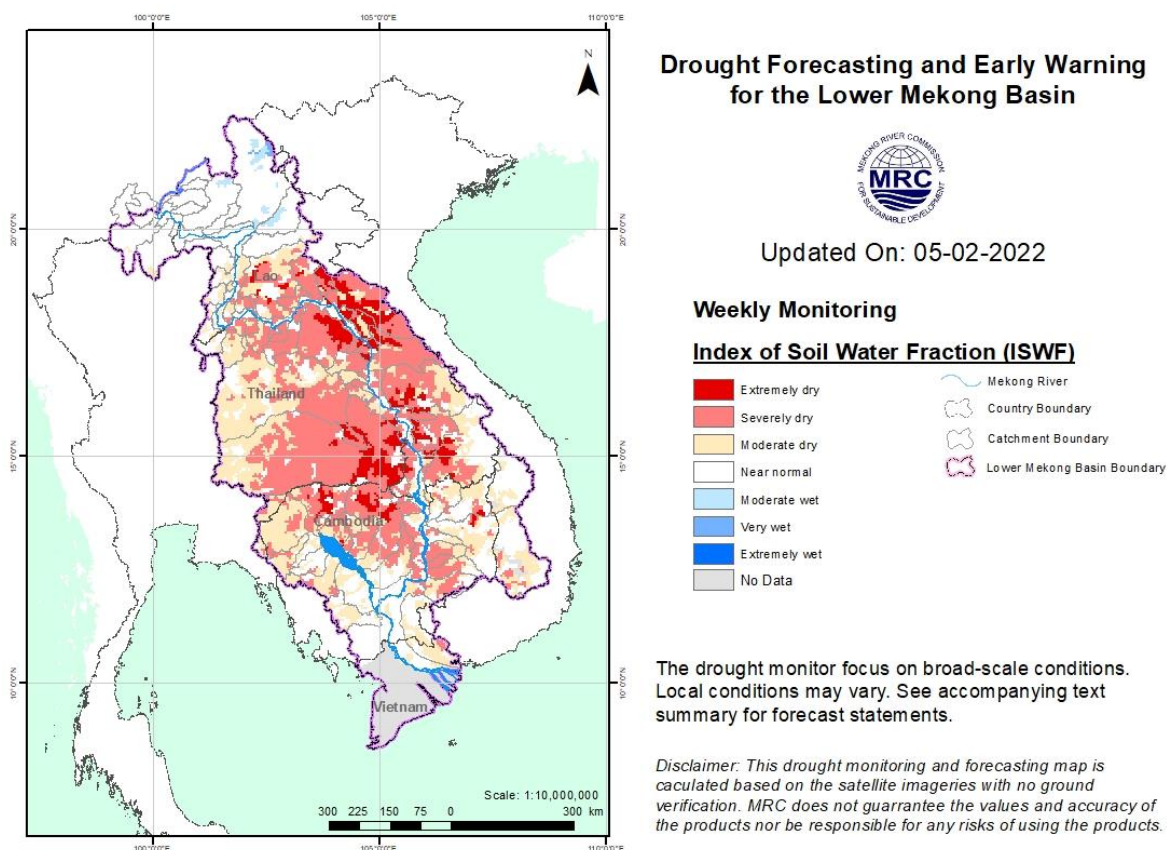 100°0'0"E 105°0'0"E 110°0'0"E
N
20°0'0"N 20°0'0"N
15°0'0"N 15°0'0"N
10°0'0"N 10°0'0"N
Lao
Thailand
Cambodia
Vietnam
Scale: 1:10,000,000
300 225 150 75 0 300 km
100°0'0"E 105°0'0"E 110°0'0"E
Drought Forecasting and Early Warning
for the Lower Mekong Basin
MEKONG RIVER COMMISSION
MRC
FOR SUSTAINABLE DEVELOPMENT
Updated On: 05-02-2022
Weekly Monitoring
Index of Soil Water Fraction (ISWF)
Extremely dry
Severely dry
Moderate dry
Near normal
Moderate wet
Very wet
Extremely wet
No Data
Mekong River
Country Boundary
Catchment Boundary
Lower Mekong Basin Boundary
The drought monitor focus on broad-scale conditions.
Local conditions may vary. See accompanying text
summary for forecast statements.
Disclaimer: This drought monitoring and forecasting map is
caculated based on the satellite imageries with no ground
verification. MRC does not guarrantee the values and accuracy of
the products nor be responsible for any risks of using the products.